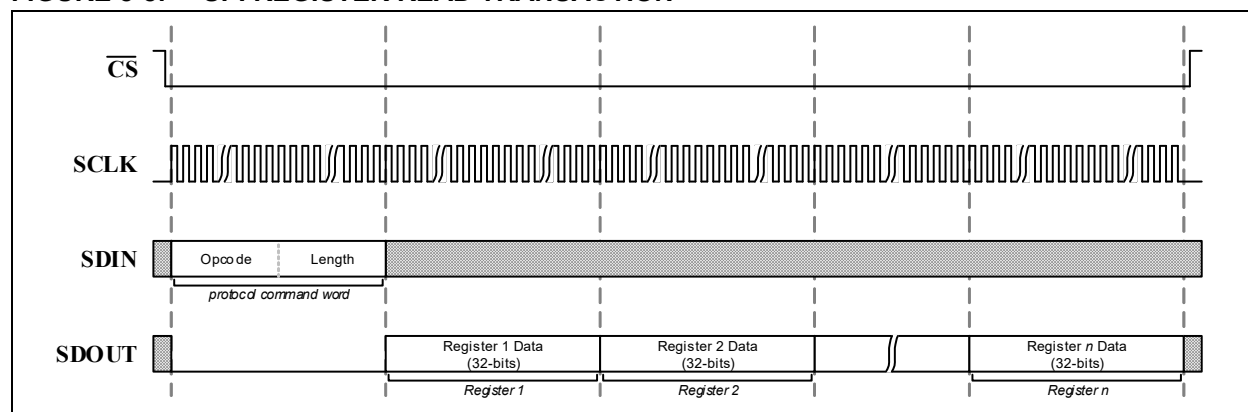 CS
SCLK
SDIN
Opcode
Length
protocol command word
SDOUT
Register 1 Data
(32-bits)
Register 2 Data
(32-bits)
Register n Data
(32-bits)
Register 1
Register 2
Register n